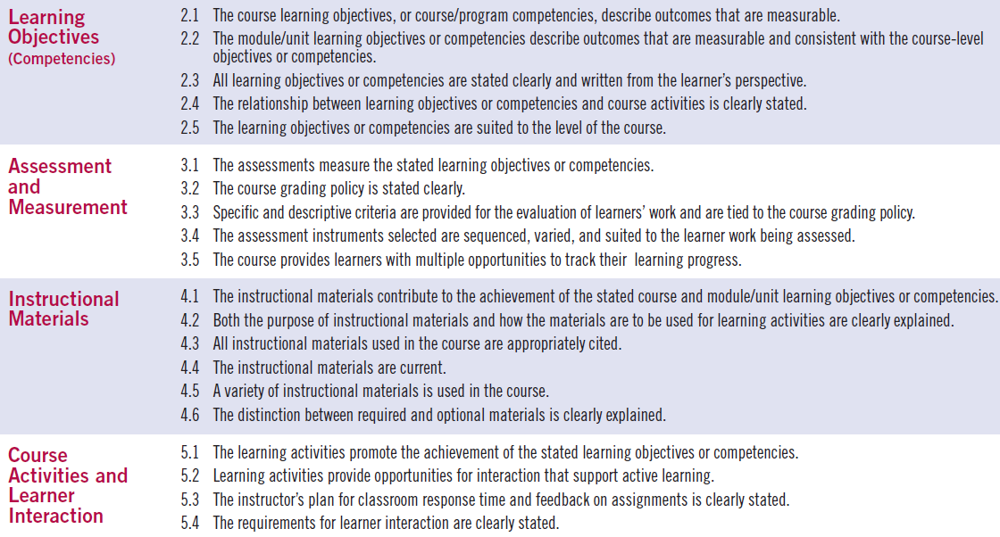 Learning
Objectives
(Competencies)
2.1 The course learning objectives, or course/program competencies, describe outcomes that are measurable.
2.2 The module/unit learning objectives or competencies describe outcomes that are measurable and consistent with the course-level
objectives or competencies.
2.3 All learning objectives or competencies are stated clearly and written from the learner's perspective.
2.4 The relationship between learning objectives or competencies and course activities is clearly stated.
2.5 The learning objectives or competencies are suited to the level of the course.
Assessment
and
Measurement
3.1 The assessments measure the stated learning objectives or competencies.
3.2 The course grading policy is stated clearly.
3.3 Specific and descriptive criteria are provided for the evaluation of learners' work and are tied to the course grading policy.
3.4 The assessment instruments selected are sequenced, varied, and suited to the learner work being assessed.
3.5 The course provides learners with multiple opportunities to track their learning progress.
Instructional
Materials
4.1 The instructional materials contribute to the achievement of the stated course and module/unit learning objectives or competencies.
4.2 Both the purpose of instructional materials and how the materials are to be used for learning activities are clearly explained.
4.3 All instructional materials used in the course are appropriately cited.
4.4 The instructional materials are current.
4.5 A variety of instructional materials is used in the course.
4.6 The distinction between required and optional materials is clearly explained.
Course
Activities and
Learner
Interaction
5.1 The learning activities promote the achievement of the stated learning objectives or competencies.
5.2 Learning activities provide opportunities for interaction that support active learning.
5.3 The instructor's plan for classroom response time and feedback on assignments is clearly stated.
5.4 The requirements for learner interaction are clearly stated.